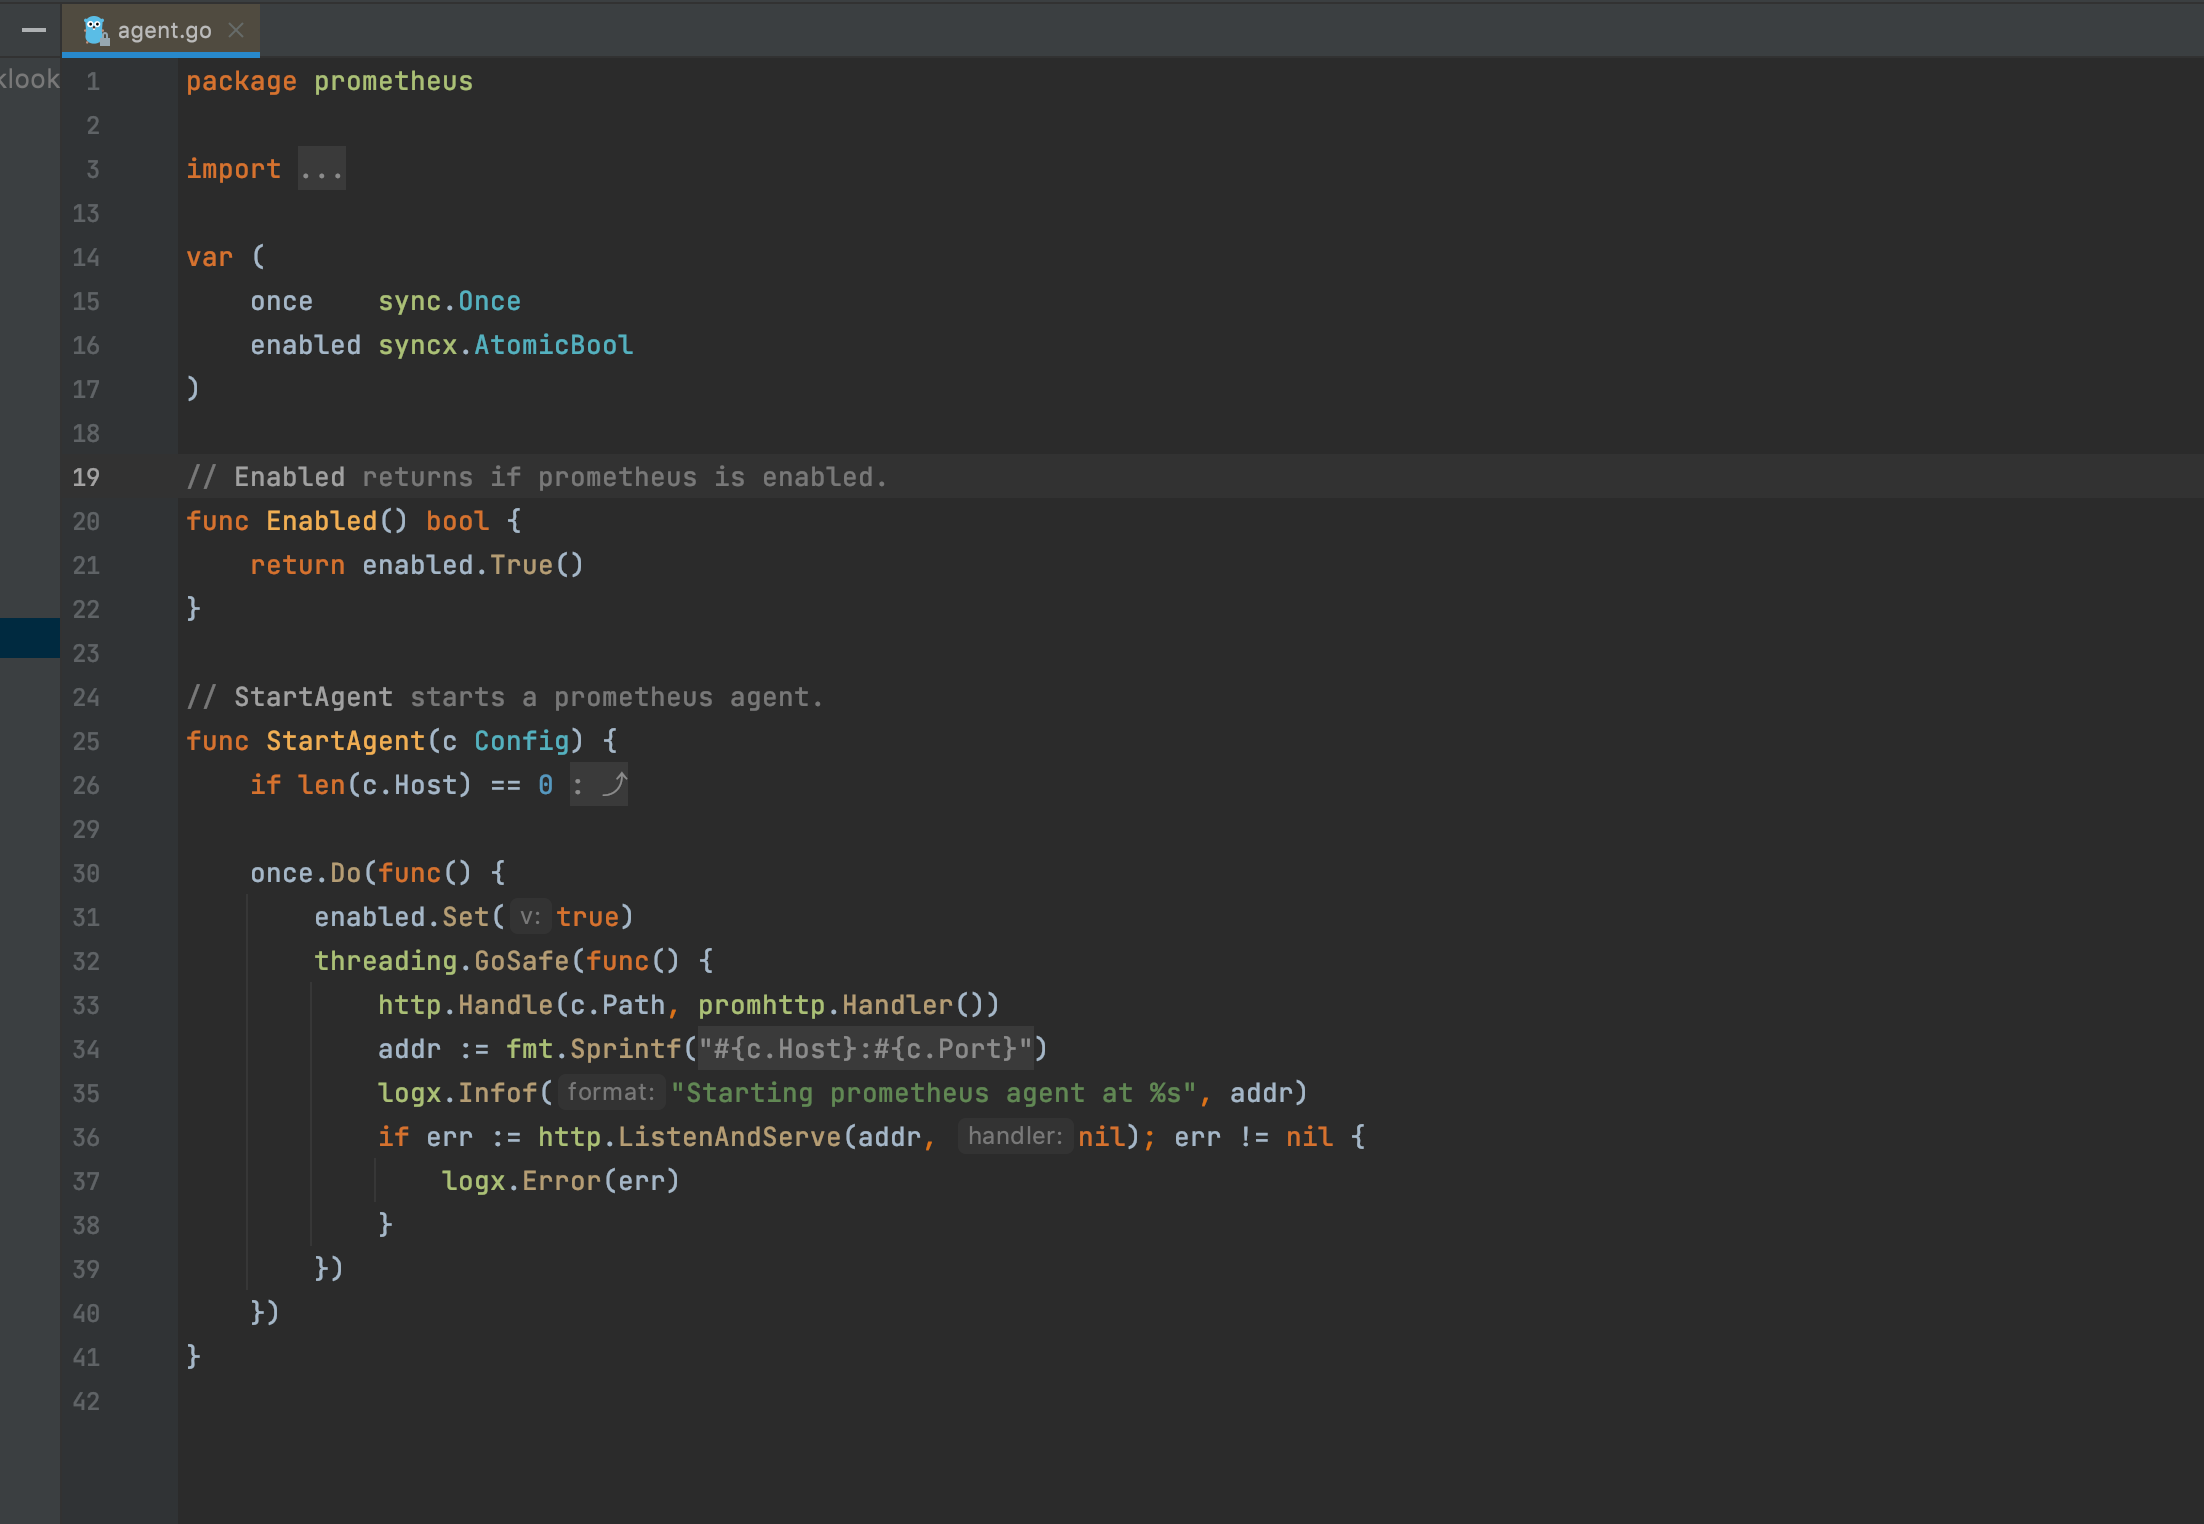 agent.go
klook
1 package prometheus
2
3 import ...
13
14 var (
15 once sync.Once
16 enabled syncx.AtomicBool
17 )
18
19 // Enabled returns if prometheus is enabled.
20 func Enabled() bool {
21 return enabled.True()
22 }
23
24 // StartAgent starts a prometheus agent.
25 func StartAgent(c Config) {
26 if len(c.Host) == 0 : ⤴
29
30 once.Do(func() {
31 enabled.Set( v: true)
32 threading.GoSafe(func() {
33 http.Handle(c.Path, promhttp.Handler())
34 addr := fmt.Sprintf("#{c.Host}:#{c.Port}")
35 logx.Infof( format: "Starting prometheus agent at %s", addr)
36 if err := http.ListenAndServe(addr, handler: nil); err != nil {
37 logx.Error(err)
38 }
39 })
40 })
41 }
42